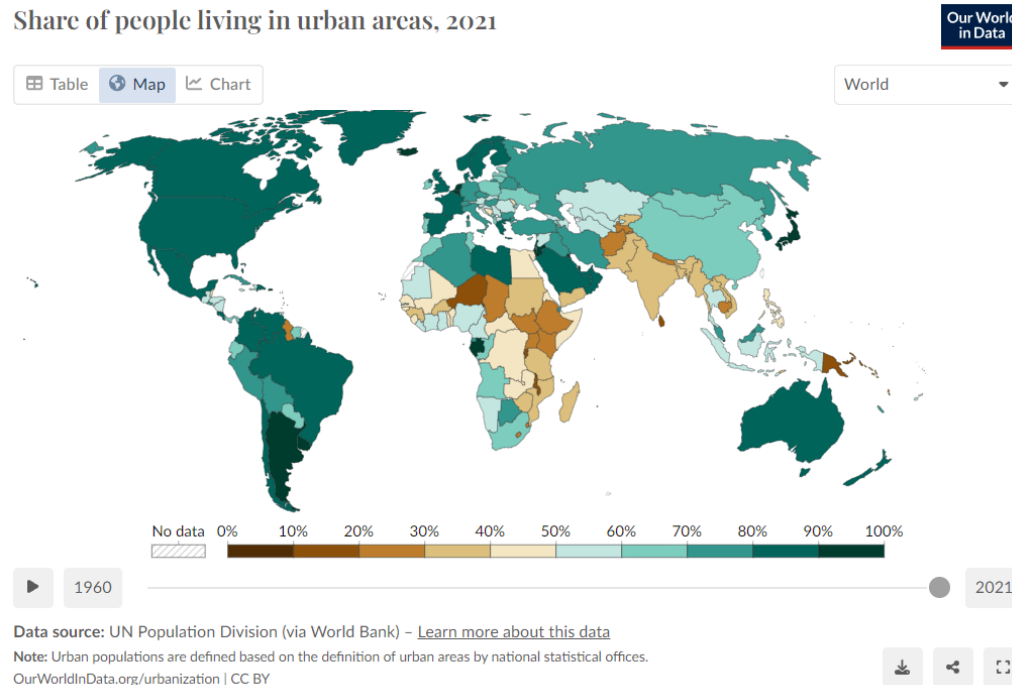 Share of people living in urban areas, 2021
Our World
in Data
Table Map Chart
World
No data 0% 10% 20% 30% 40% 50% 60% 70% 80% 90% 100%
1960
2021
Data source: UN Population Division (via World Bank) – Learn more about this data
Note: Urban populations are defined based on the definition of urban areas by national statistical offices.
OurWorldInData.org/urbanization | CC BY